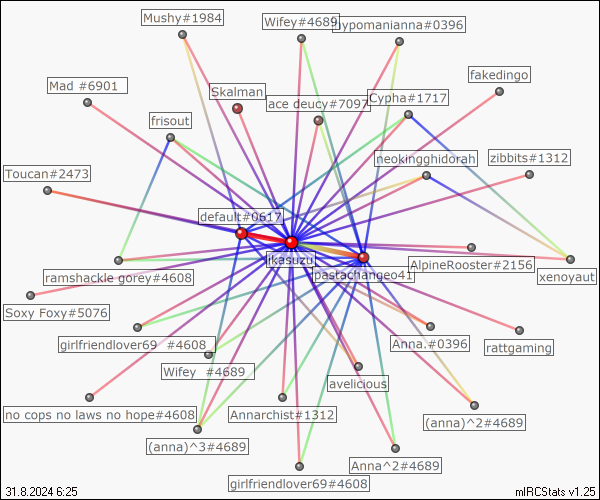 Mushy#1984
Wifey#4689
hypomanianna#0396
fakedingo
Mad #6901
Skalman
ace deucy#7097
Cypha#1717
frisout
neokingghidorah
zibbits#1312
Toucan#2473
default#0617
likasuzu
pastachangeo41
AlpineRooster#2156
xenoyaut
ramshackle gorey#4608
Soxy Foxy#5076
girlfriendlover69 #4608
Anna.#0396
rattgaming
Wifey #4689
avelicious
no cops no laws no hope#4608
Annarchist#1312
(anna)^2#4689
(anna)^3#4689
Anna^2#4689
girlfriendlover69#4608
31.8.2024 6:25
mIRCStats v1.25